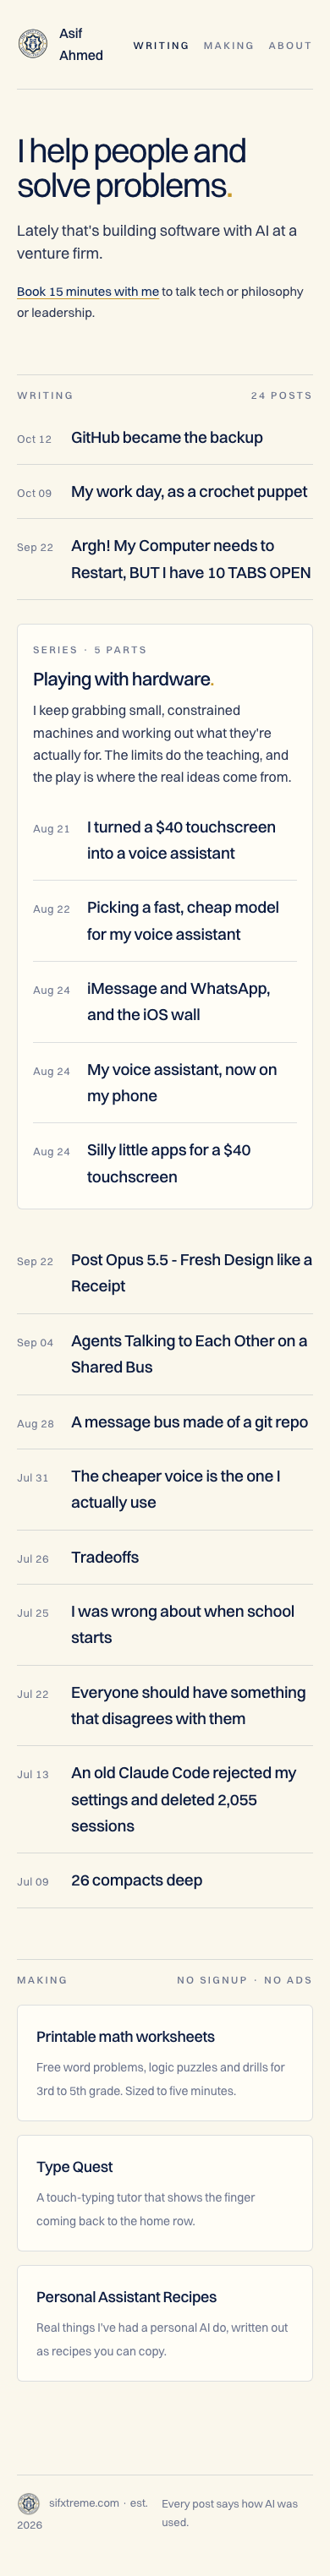 Asif
Ahmed
WRITING MAKING ABOUT
I help people and
solve problems.
Lately that's building software with AI at a
venture firm.
Book 15 minutes with me to talk tech or philosophy
or leadership.
WRITING 24 POSTS
Oct 12 GitHub became the backup
Oct 09 My work day, as a crochet puppet
Sep 22 Argh! My Computer needs to
Restart, BUT I have 10 TABS OPEN
SERIES · 5 PARTS
Playing with hardware.
I keep grabbing small, constrained
machines and working out what they're
actually for. The limits do the teaching, and
the play is where the real ideas come from.
Aug 21 I turned a $40 touchscreen
into a voice assistant
Aug 22 Picking a fast, cheap model
for my voice assistant
Aug 24 iMessage and WhatsApp,
and the iOS wall
Aug 24 My voice assistant, now on
my phone
Aug 24 Silly little apps for a $40
touchscreen
Sep 22 Post Opus 5.5 - Fresh Design like a
Receipt
Sep 04 Agents Talking to Each Other on a
Shared Bus
Aug 28 A message bus made of a git repo
Jul 31 The cheaper voice is the one I
actually use
Jul 26 Tradeoffs
Jul 25 I was wrong about when school
starts
Jul 22 Everyone should have something
that disagrees with them
Jul 13 An old Claude Code rejected my
settings and deleted 2,055
sessions
Jul 09 26 compacts deep
MAKING NO SIGNUP · NO ADS
Printable math worksheets
Free word problems, logic puzzles and drills for
3rd to 5th grade. Sized to five minutes.
Type Quest
A touch-typing tutor that shows the finger
coming back to the home row.
Personal Assistant Recipes
Real things I've had a personal AI do, written out
as recipes you can copy.
sifxtreme.com · est.
2026
Every post says how AI was
used.